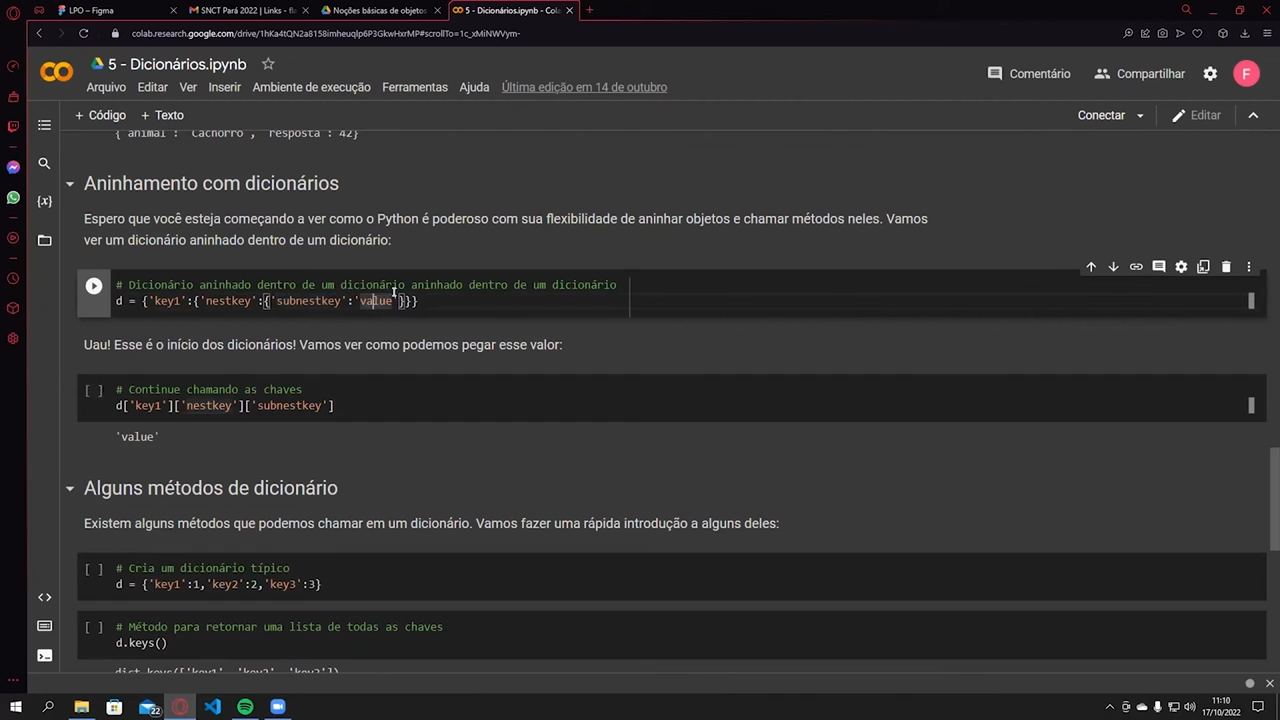 LPO – Figma
SNCT Pará 2022 | Links - fl
Noções básicas de objetos
5 - Dicionários.ipynb - Cola
colab.research.google.com/drive/1hKa4tQN2a8158imheuqlp6P3GkwHxrMP#scrollTo=1c_xMiNWVym-
5 - Dicionários.ipynb
Comentário
Compartilhar
F
Arquivo Editar Ver Inserir Ambiente de execução Ferramentas Ajuda Última edição em 14 de outubro
+ Código + Texto
Conectar
Editar
{'animal': 'Cachorro', 'resposta': 42}
Aninhamento com dicionários
Espero que você esteja começando a ver como o Python é poderoso com sua flexibilidade de aninhar objetos e chamar métodos neles. Vamos
ver um dicionário aninhado dentro de um dicionário:
# Dicionário aninhado dentro de um dicionário aninhado dentro de um dicionário
d = {'key1':{'nestkey':{'subnestkey':'value'}}}
Uau! Esse é o início dos dicionários! Vamos ver como podemos pegar esse valor:
[ ] # Continue chamando as chaves
d['key1']['nestkey']['subnestkey']
'value'
Alguns métodos de dicionário
Existem alguns métodos que podemos chamar em um dicionário. Vamos fazer uma rápida introdução a alguns deles:
[ ] # Cria um dicionário típico
d = {'key1':1,'key2':2,'key3':3}
[ ] # Método para retornar uma lista de todas as chaves
d.keys()
dict_keys(['key1', 'key2', 'key3'])
22
11:10
17/10/2022